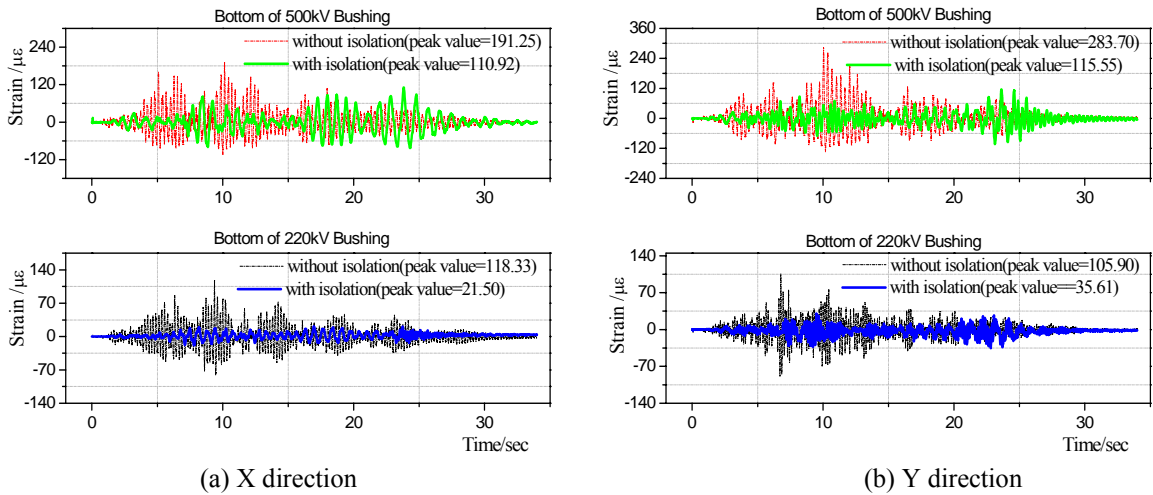 Bottom of 500kV Bushing
without isolation(peak value=191.25)
with isolation(peak value=110.92)
Strain /με
240
120
0
-120
0
10
20
30
Bottom of 220kV Bushing
without isolation(peak value=118.33)
with isolation(peak value=21.50)
Strain /με
140
70
0
-70
-140
0
10
20
30
Time/sec
(a) X direction
Bottom of 500kV Bushing
without isolation(peak value=283.70)
with isolation(peak value=115.55)
Strain /με
360
240
120
0
-120
-240
0
10
20
30
Bottom of 220kV Bushing
without isolation(peak value=105.90)
with isolation(peak value==35.61)
Strain /με
140
70
0
-70
-140
0
10
20
30
Time/sec
(b) Y direction